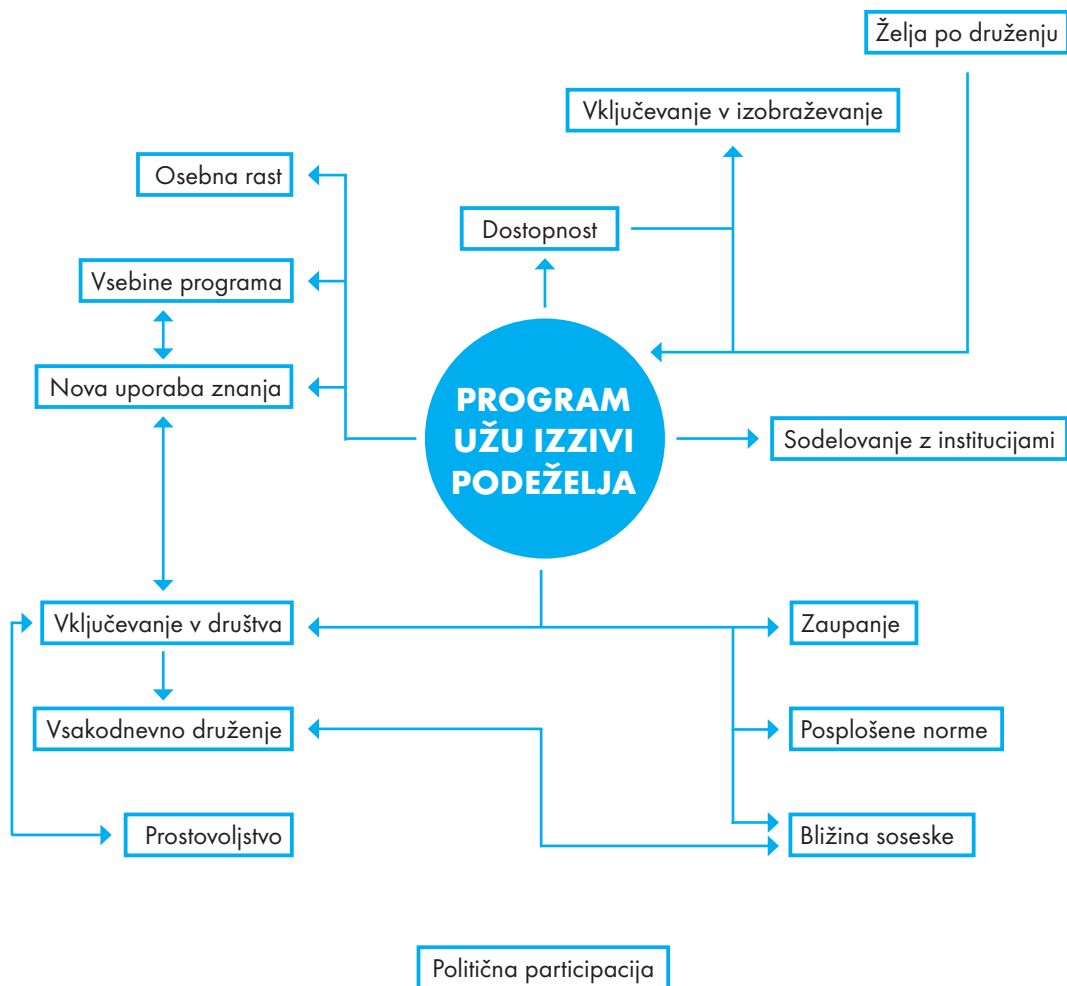 Želja po druženju
Vključevanje v izobraževanje
Osebna rast
Dostopnost
Vsebine programa
Nova uporaba znanja
PROGRAM
UŽU IZZIVI
PODEŽELJA
Sodelovanje z institucijami
Vključevanje v društva
Zaupanje
Vsakodnevno druženje
Posplošene norme
Prostovoljstvo
Bližina soseske
Politična participacija